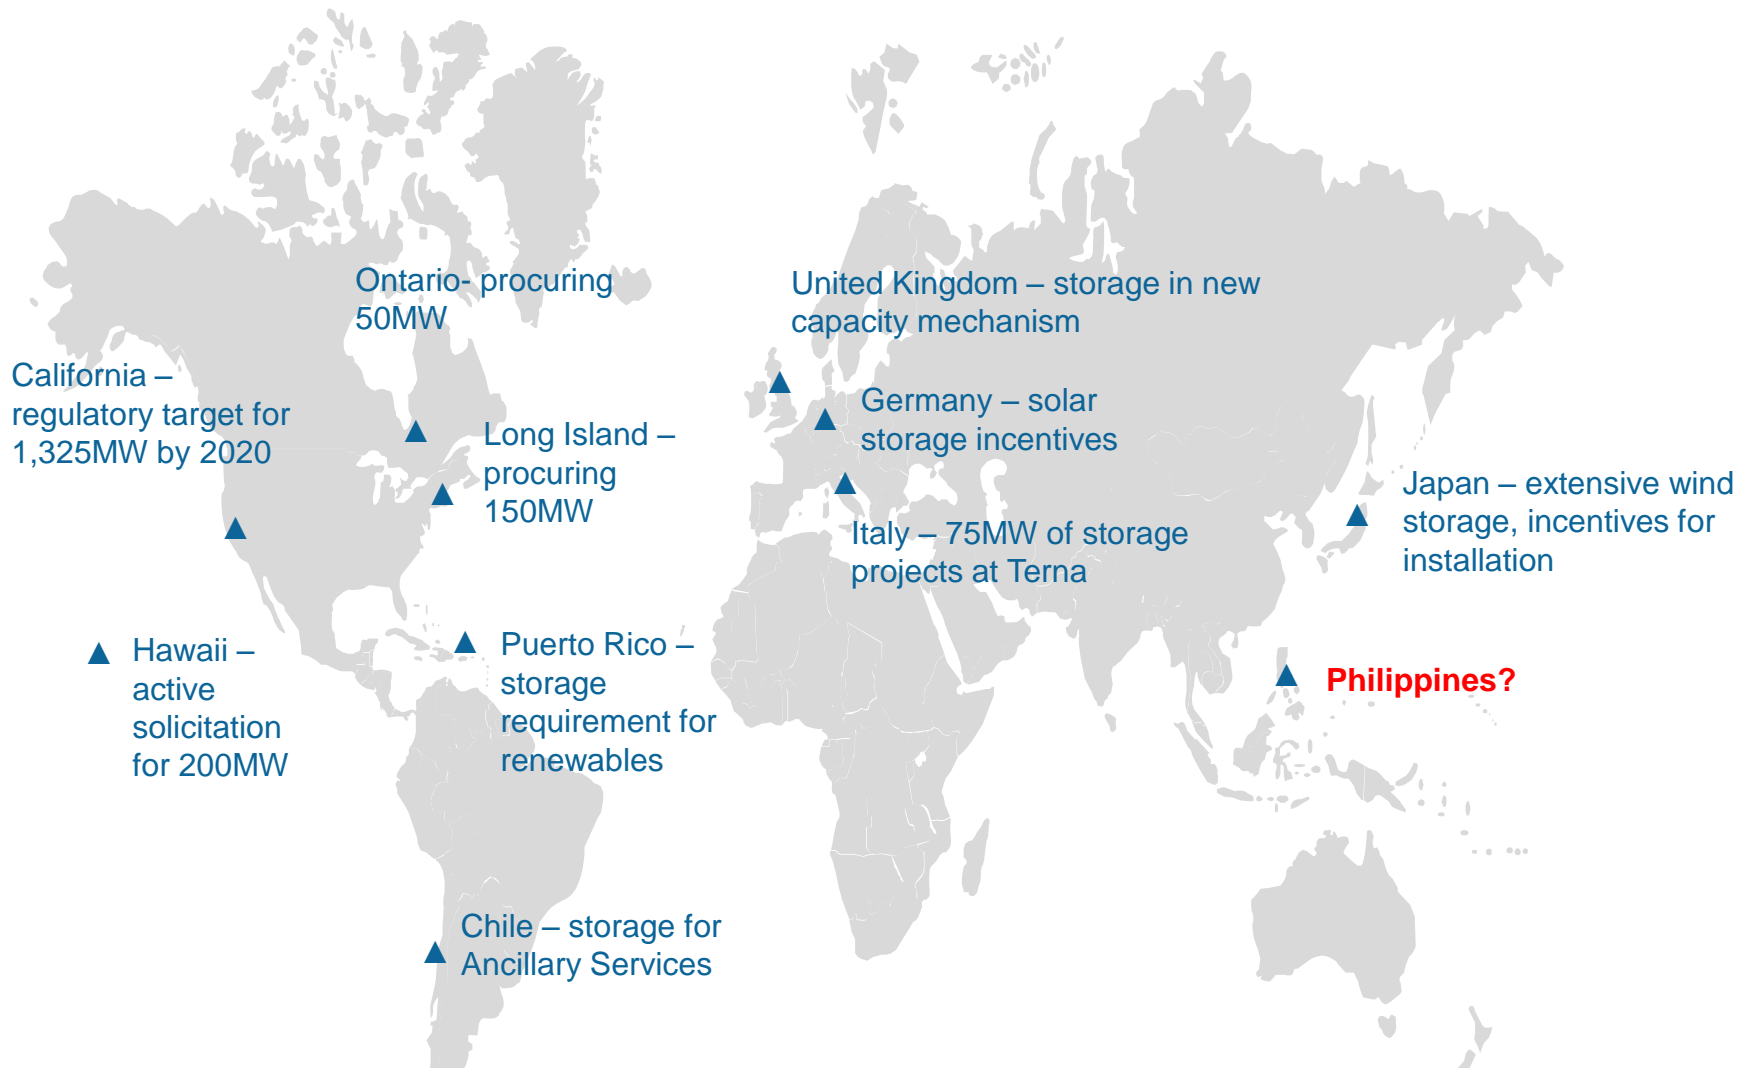 Ontario- procuring
50MW
United Kingdom – storage in new
capacity mechanism
California –
regulatory target for
1,325MW by 2020
Long Island –
procuring
150MW
Germany – solar
storage incentives
Italy – 75MW of storage
projects at Terna
Japan – extensive wind
storage, incentives for
installation
Hawaii –
active
solicitation
for 200MW
Puerto Rico –
storage
requirement for
renewables
Philippines?
Chile – storage for
Ancillary Services